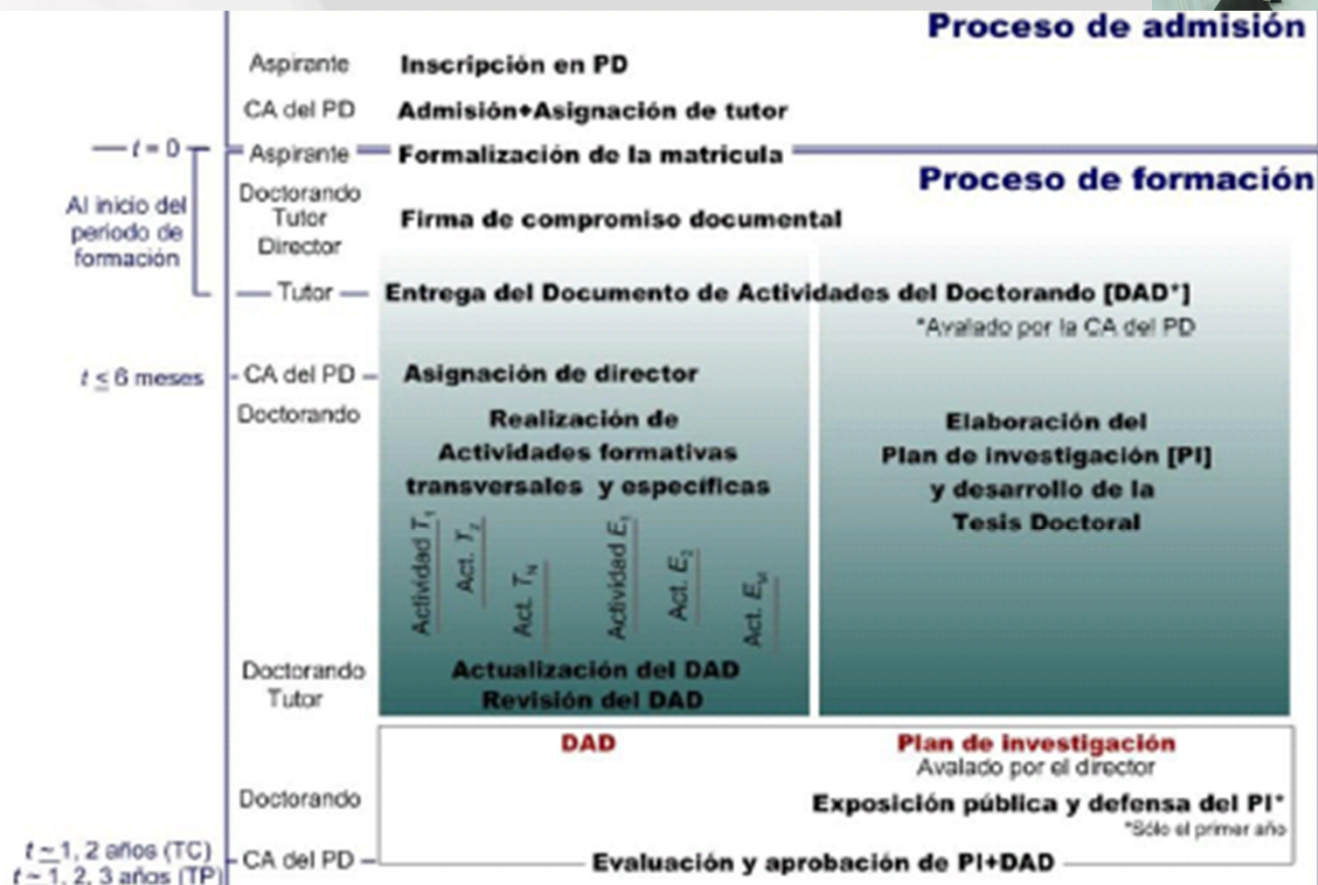 Proceso de admisión
Aspirante Inscripción en PD
CA del PD Admisión+Asignación de tutor
t = 0 Aspirante Formalización de la matricula
Proceso de formación
Al inicio del
período de
formación
Doctorando
Tutor
Director
Firma de compromiso documental
Tutor Entrega del Documento de Actividades del Doctorando [DAD*]
*Avalado por la CA del PD
t ≤ 6 meses CA del PD Asignación de director
Doctorando
Realización de
Actividades formativas
transversales y específicas
Elaboración del
Plan de investigación [PI]
y desarrollo de la
Tesis Doctoral
Actividad T1
Act. T2
Act. TN
Actividad E1
Act. E2
Act. EM
Doctorando
Tutor
Actualización del DAD
Revisión del DAD
DAD
Plan de investigación
Avalado por el director
Doctorando
Exposición pública y defensa del PI*
*Sólo el primer año
t ~ 1, 2 años (TC)
t ~ 1, 2, 3 años (TP)
CA del PD Evaluación y aprobación de PI+DAD